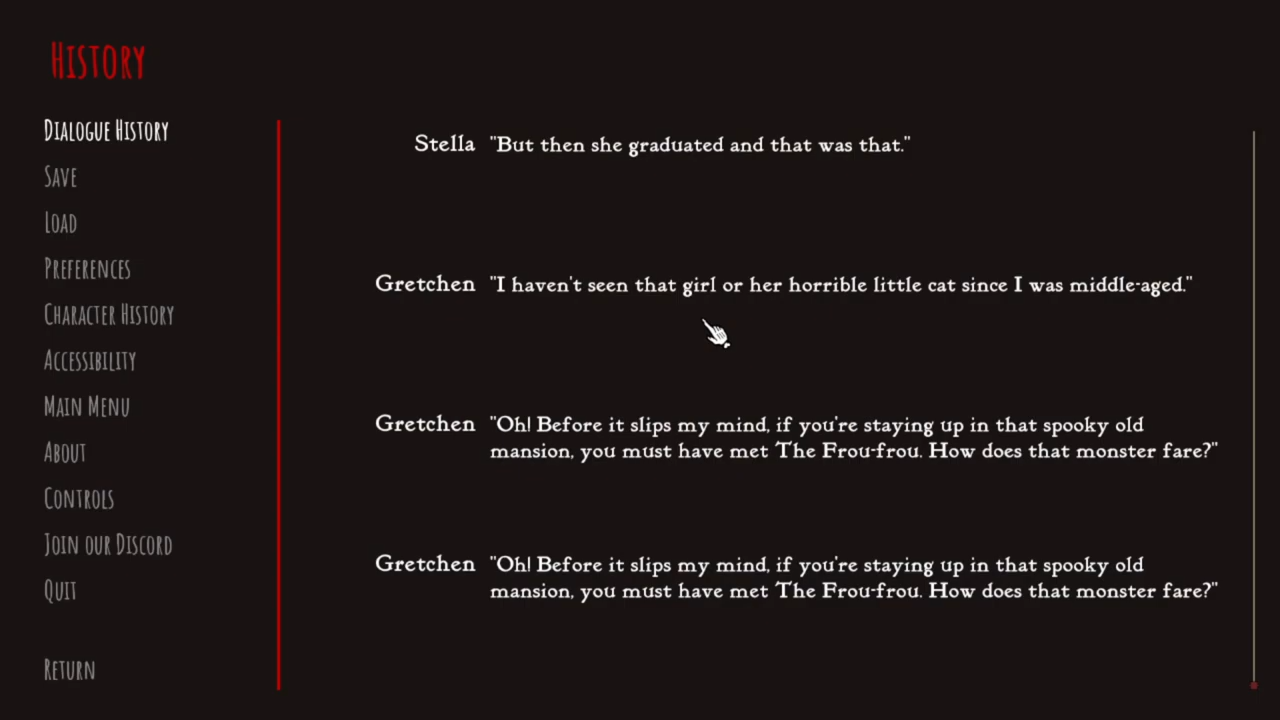 History
Dialogue History
Save
Load
Preferences
Character History
Accessibility
Main Menu
About
Controls
Join our Discord
Quit
Return
Stella "But then she graduated and that was that."
Gretchen "I haven't seen that girl or her horrible little cat since I was middle-aged."
Gretchen "Oh! Before it slips my mind, if you're staying up in that spooky old
mansion, you must have met The Frou-frou. How does that monster fare?"
Gretchen "Oh! Before it slips my mind, if you're staying up in that spooky old
mansion, you must have met The Frou-frou. How does that monster fare?"